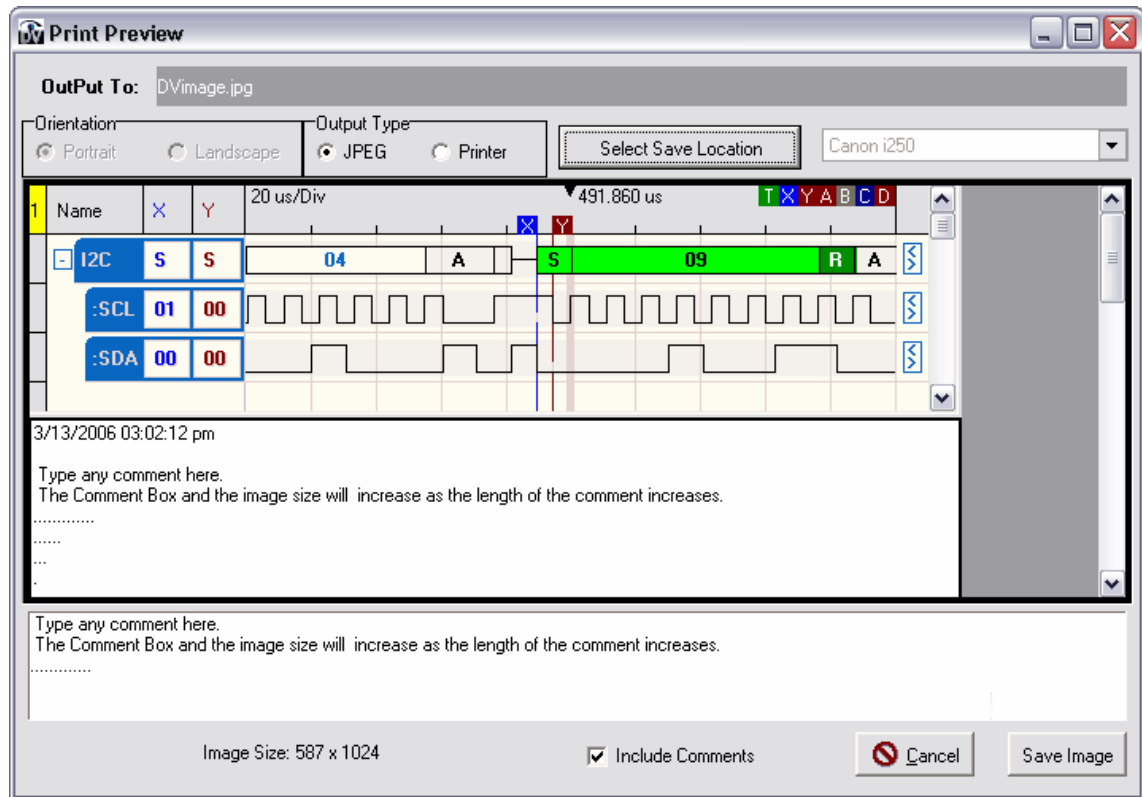 Print Preview
OutPut To: DVimage.jpg
Orientation
Portrait Landscape
Output Type
JPEG Printer
Select Save Location
Canon i250
1 Name X Y 20 us/Div 491.860 us T X Y A B C D
X Y
- I2C S S 04 A S 09 R A
:SCL 01 00
:SDA 00 00
3/13/2006 03:02:12 pm
Type any comment here.
The Comment Box and the image size will increase as the length of the comment increases.
.............
......
...
.
Type any comment here.
The Comment Box and the image size will increase as the length of the comment increases.
.............
Image Size: 587 x 1024
Include Comments
Cancel
Save Image